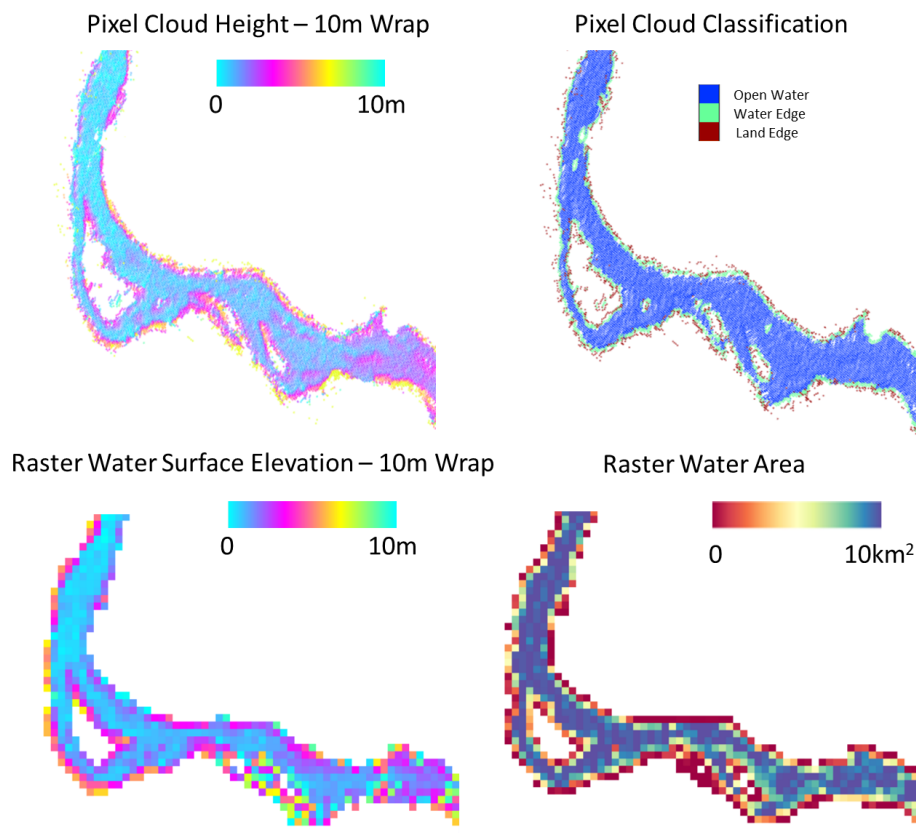 Pixel Cloud Height – 10m Wrap
0
10m
Pixel Cloud Classification
Open Water
Water Edge
Land Edge
Raster Water Surface Elevation – 10m Wrap
0
10m
Raster Water Area
0
10km²